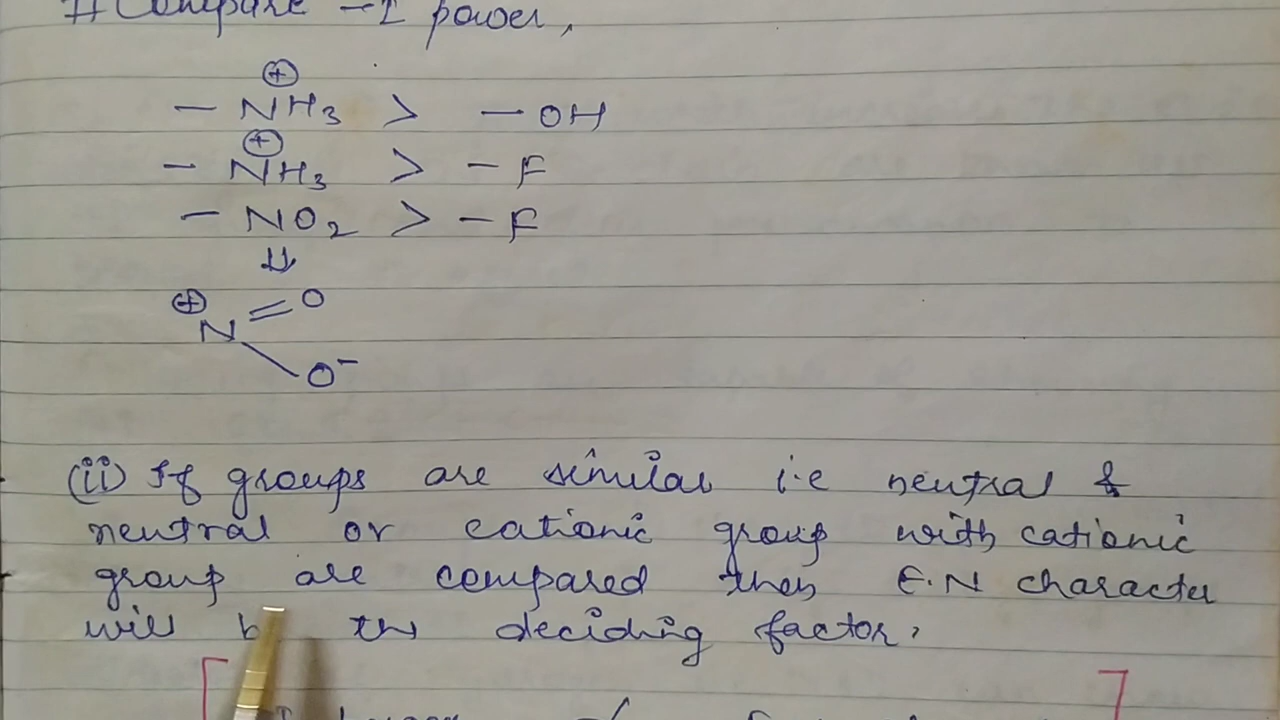 # Compare -I power,
⊕
- NH3 > - OH
⊕
- NH3 > - F
- NO2 > - F
⇓
⊕ N = O
O-
(ii) If groups are similar i.e neutral &
neutral or cationic group with cationic
group are compared then E.N character
will the deciding factor.